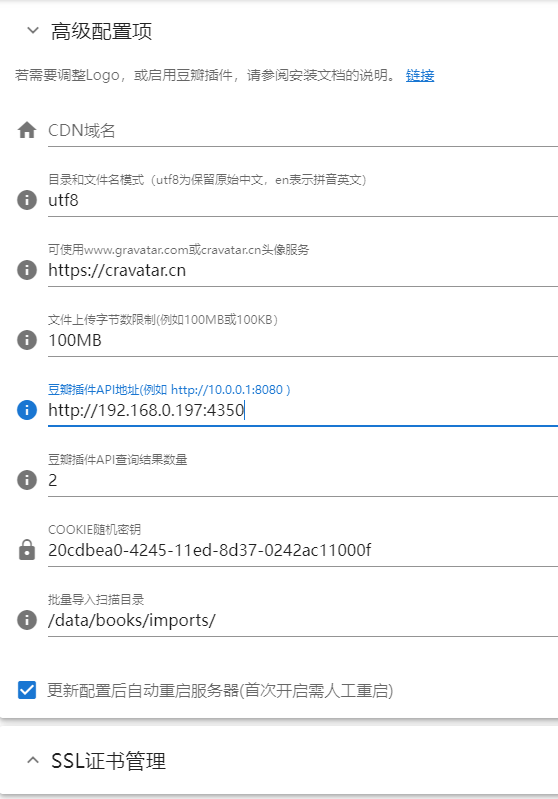 高级配置项
若需要调整Logo，或启用豆瓣插件，请参阅安装文档的说明。 链接
CDN域名
目录和文件名模式（utf8为保留原始中文，en表示拼音英文）
utf8
可使用www.gravatar.com或cravatar.cn头像服务
https://cravatar.cn
文件上传字节数限制(例如100MB或100KB）
100MB
豆瓣插件API地址(例如 http://10.0.0.1:8080 )
http://192.168.0.197:4350
豆瓣插件API查询结果数量
2
COOKIE随机密钥
20cdbea0-4245-11ed-8d37-0242ac11000f
批量导入扫描目录
/data/books/imports/
更新配置后自动重启服务器(首次开启需人工重启)
SSL证书管理